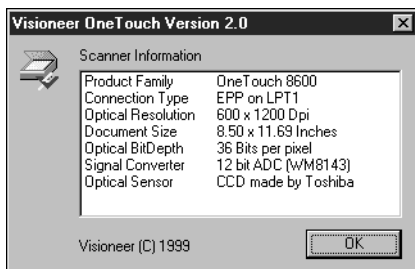 Visioneer OneTouch Version 2.0
Scanner Information
Product Family OneTouch 8600
Connection Type EPP on LPT1
Optical Resolution 600 x 1200 Dpi
Document Size 8.50 x 11.69 Inches
Optical BitDepth 36 Bits per pixel
Signal Converter 12 bit ADC (WM8143)
Optical Sensor CCD made by Toshiba
Visioneer (C) 1999
OK